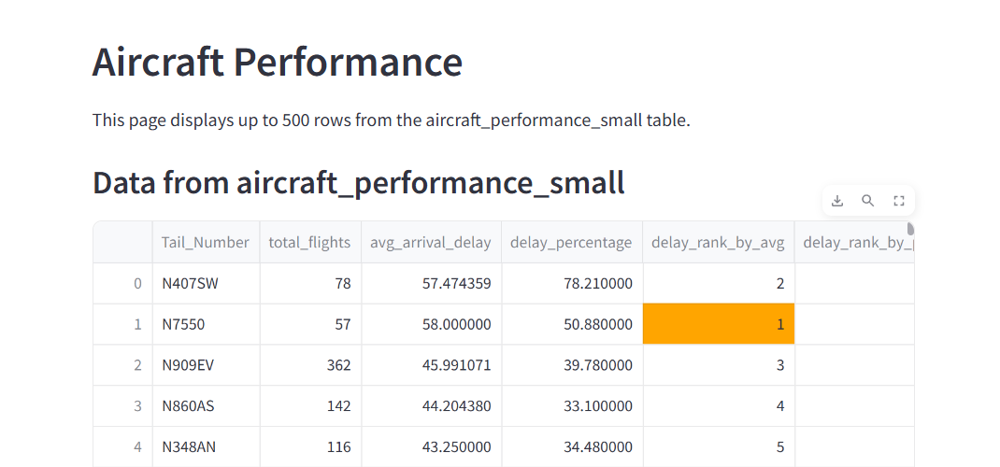 Aircraft Performance
This page displays up to 500 rows from the aircraft_performance_small table.
Data from aircraft_performance_small
Tail_Number total_flights avg_arrival_delay delay_percentage delay_rank_by_avg delay_rank_by_
0 N407SW 78 57.474359 78.210000 2
1 N7550 57 58.000000 50.880000 1
2 N909EV 362 45.991071 39.780000 3
3 N860AS 142 44.204380 33.100000 4
4 N348AN 116 43.250000 34.480000 5